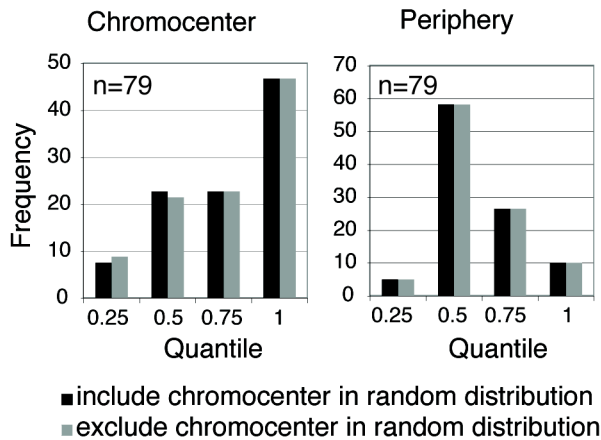 Chromocenter
Periphery
Frequency
n=79
50
40
30
20
10
0
0.25 0.5 0.75 1
Quantile
n=79
70
60
50
40
30
20
10
0
0.25 0.5 0.75 1
Quantile
include chromocenter in random distribution
exclude chromocenter in random distribution